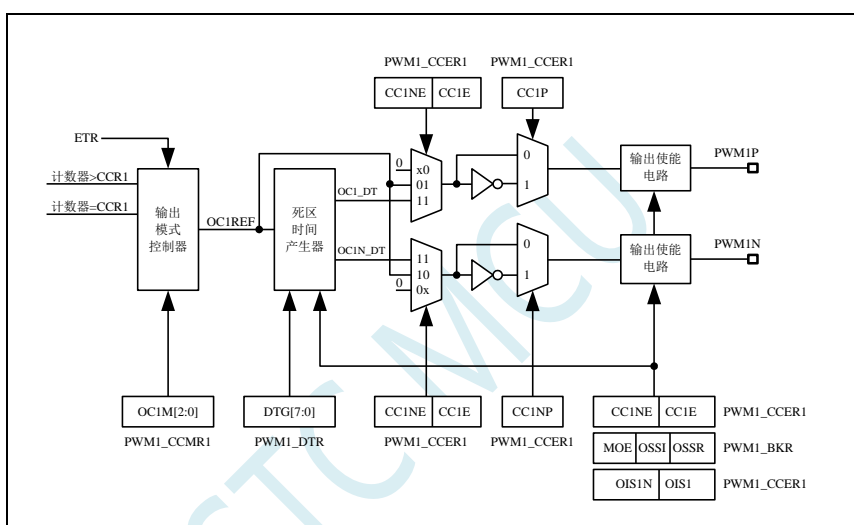 PWM1_CCER1 PWM1_CCER1
CC1NE CC1E CC1P
ETR
计数器>CCR1
计数器=CCR1
输出
模式
控制器
OC1REF
死区
时间
产生器
OC1_DT
OC1N_DT
0
x0
01
11
0
1
输出使能
电路
PWM1P
11
10
0
0x
0
1
输出使能
电路
PWM1N
OC1M[2:0] DTG[7:0] CC1NE CC1E CC1NP CC1NE CC1E PWM1_CCER1
PWM1_CCMR1 PWM1_DTR PWM1_CCER1 PWM1_CCER1
MOE OSSI OSSR PWM1_BKR
OIS1N OIS1 PWM1_CCER1
STC MCU